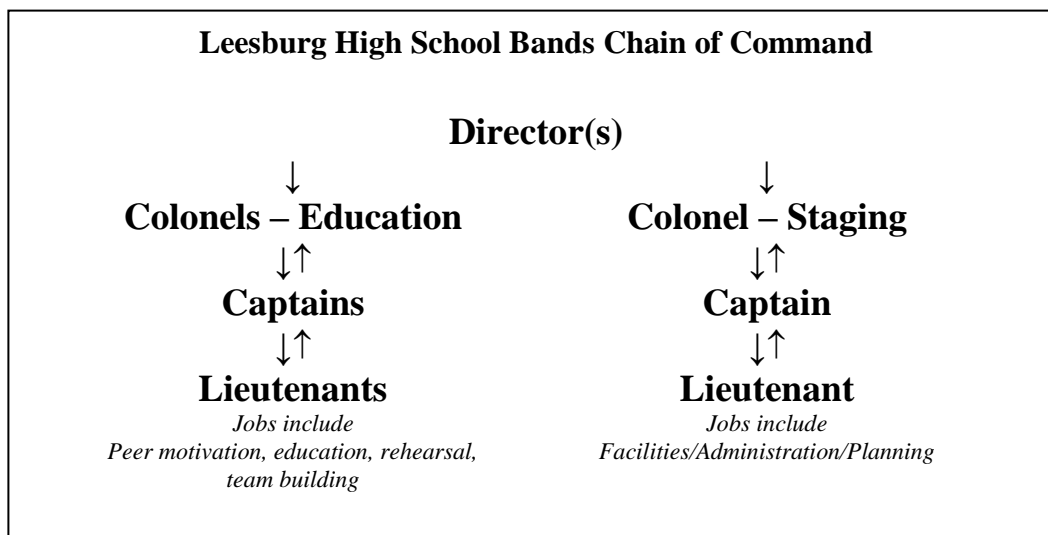 Leesburg High School Bands Chain of Command
Director(s)
↓ ↓
Colonels – Education Colonel – Staging
↓↑ ↓↑
Captains Captain
↓↑ ↓↑
Lieutenants Lieutenant
Jobs include Jobs include
Peer motivation, education, rehearsal, Facilities/Administration/Planning
team building